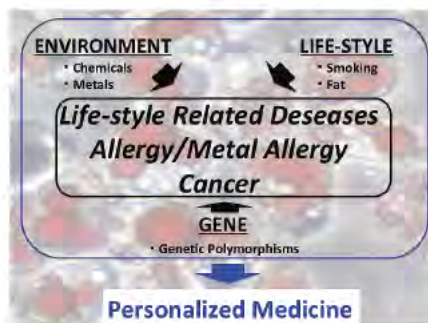 ENVIRONMENT
• Chemicals
• Metals
LIFE-STYLE
• Smoking
• Fat
Life-style Related Deseases
Allergy/Metal Allergy
Cancer
GENE
• Genetic Polymorphisms
Personalized Medicine